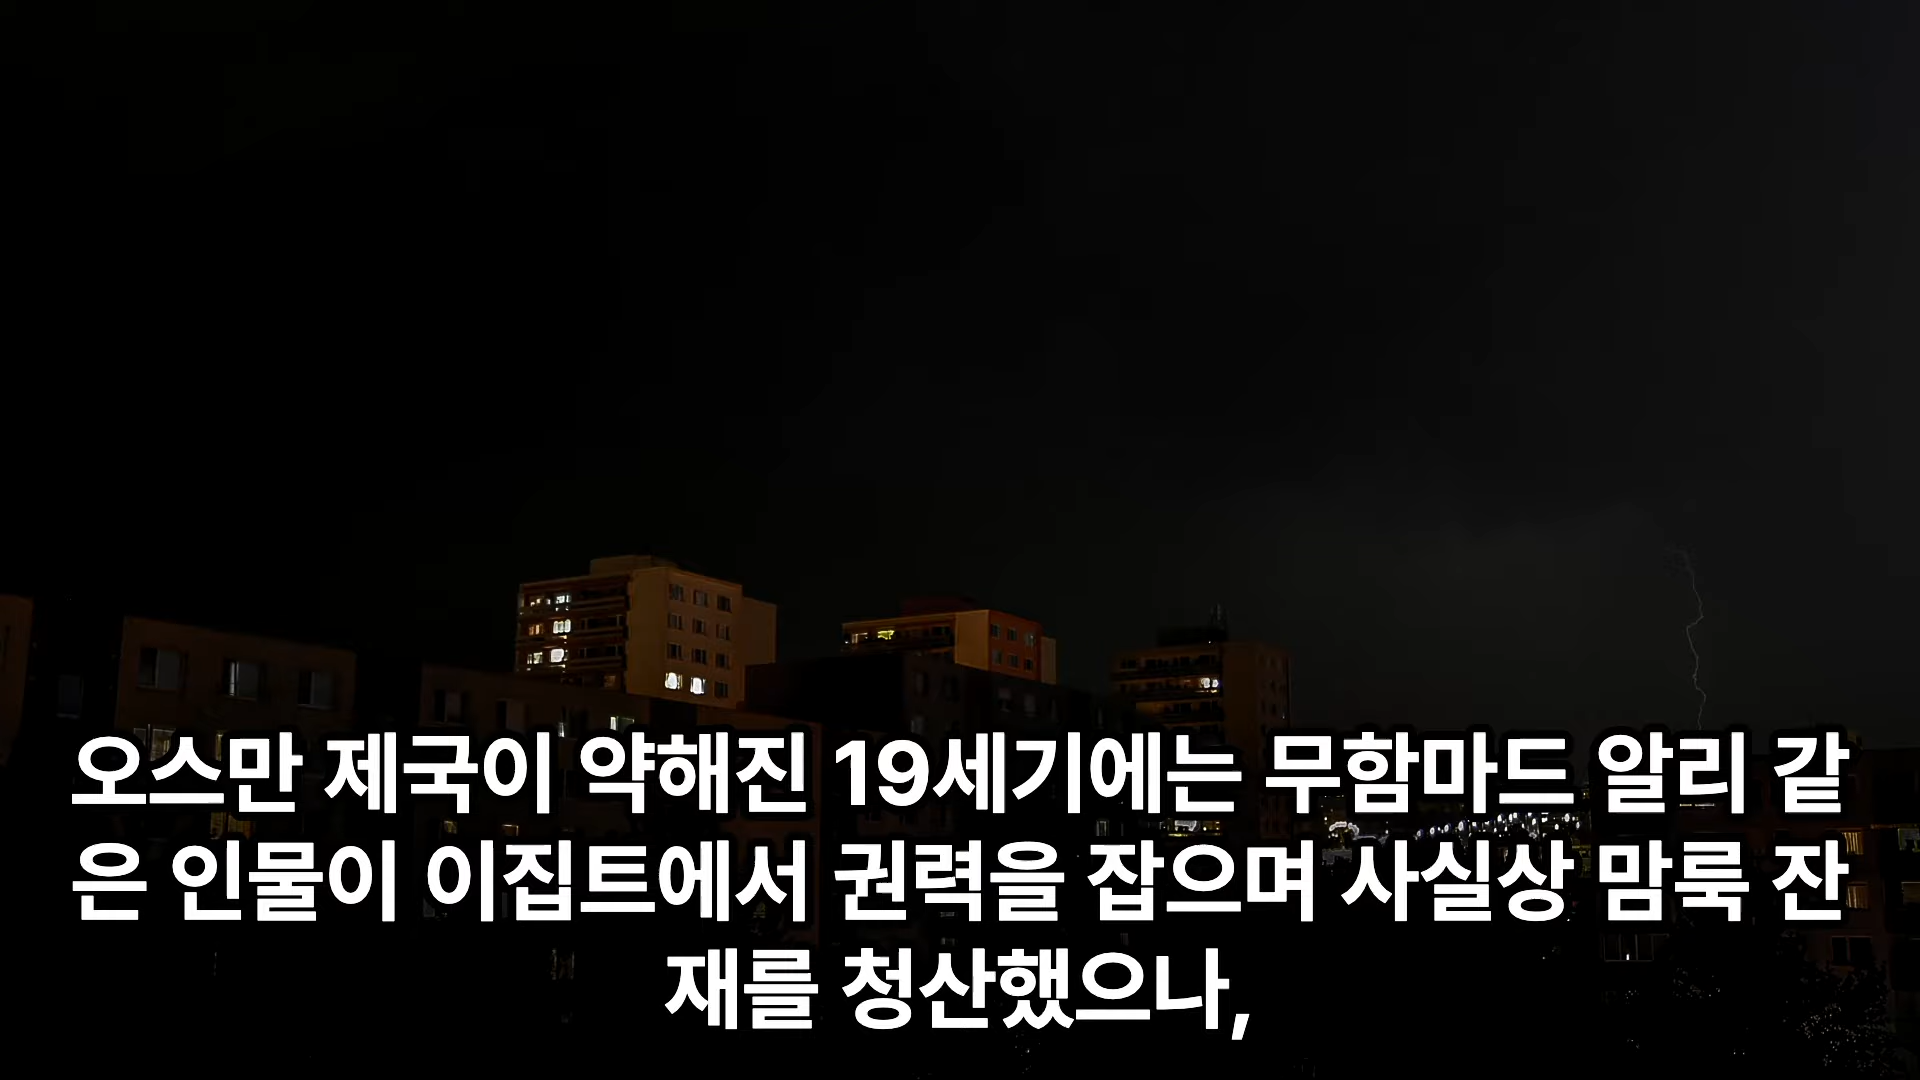 오스만 제국이 약해진 19세기에는 무함마드 알리 같
은 인물이 이집트에서 권력을 잡으며 사실상 맘룩 잔
재를 청산했으나,